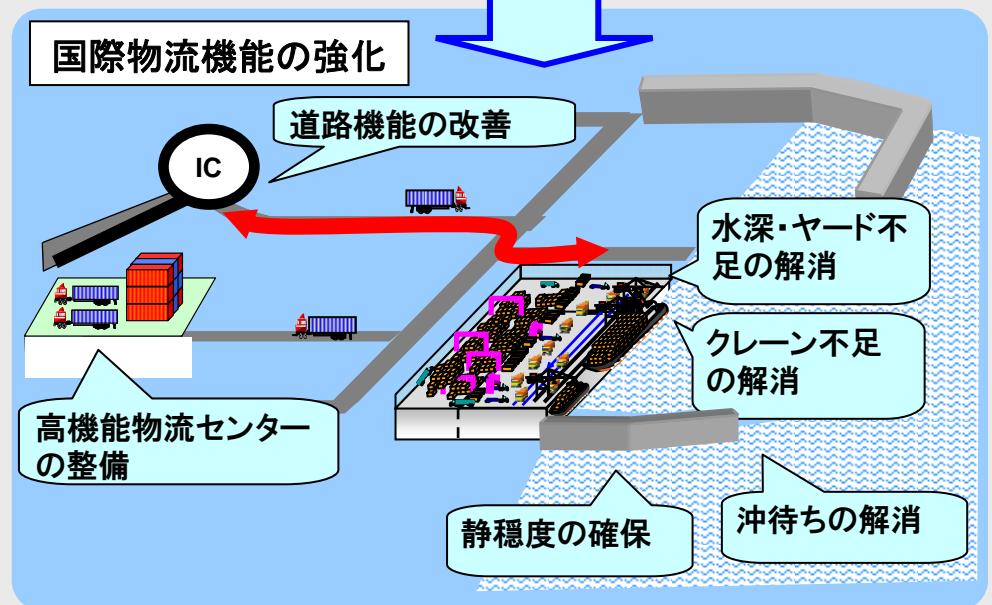 国際物流機能の強化
道路機能の改善
IC
水深・ヤード不
足の解消
クレーン不足
の解消
高機能物流センター
の整備
静穏度の確保
沖待ちの解消